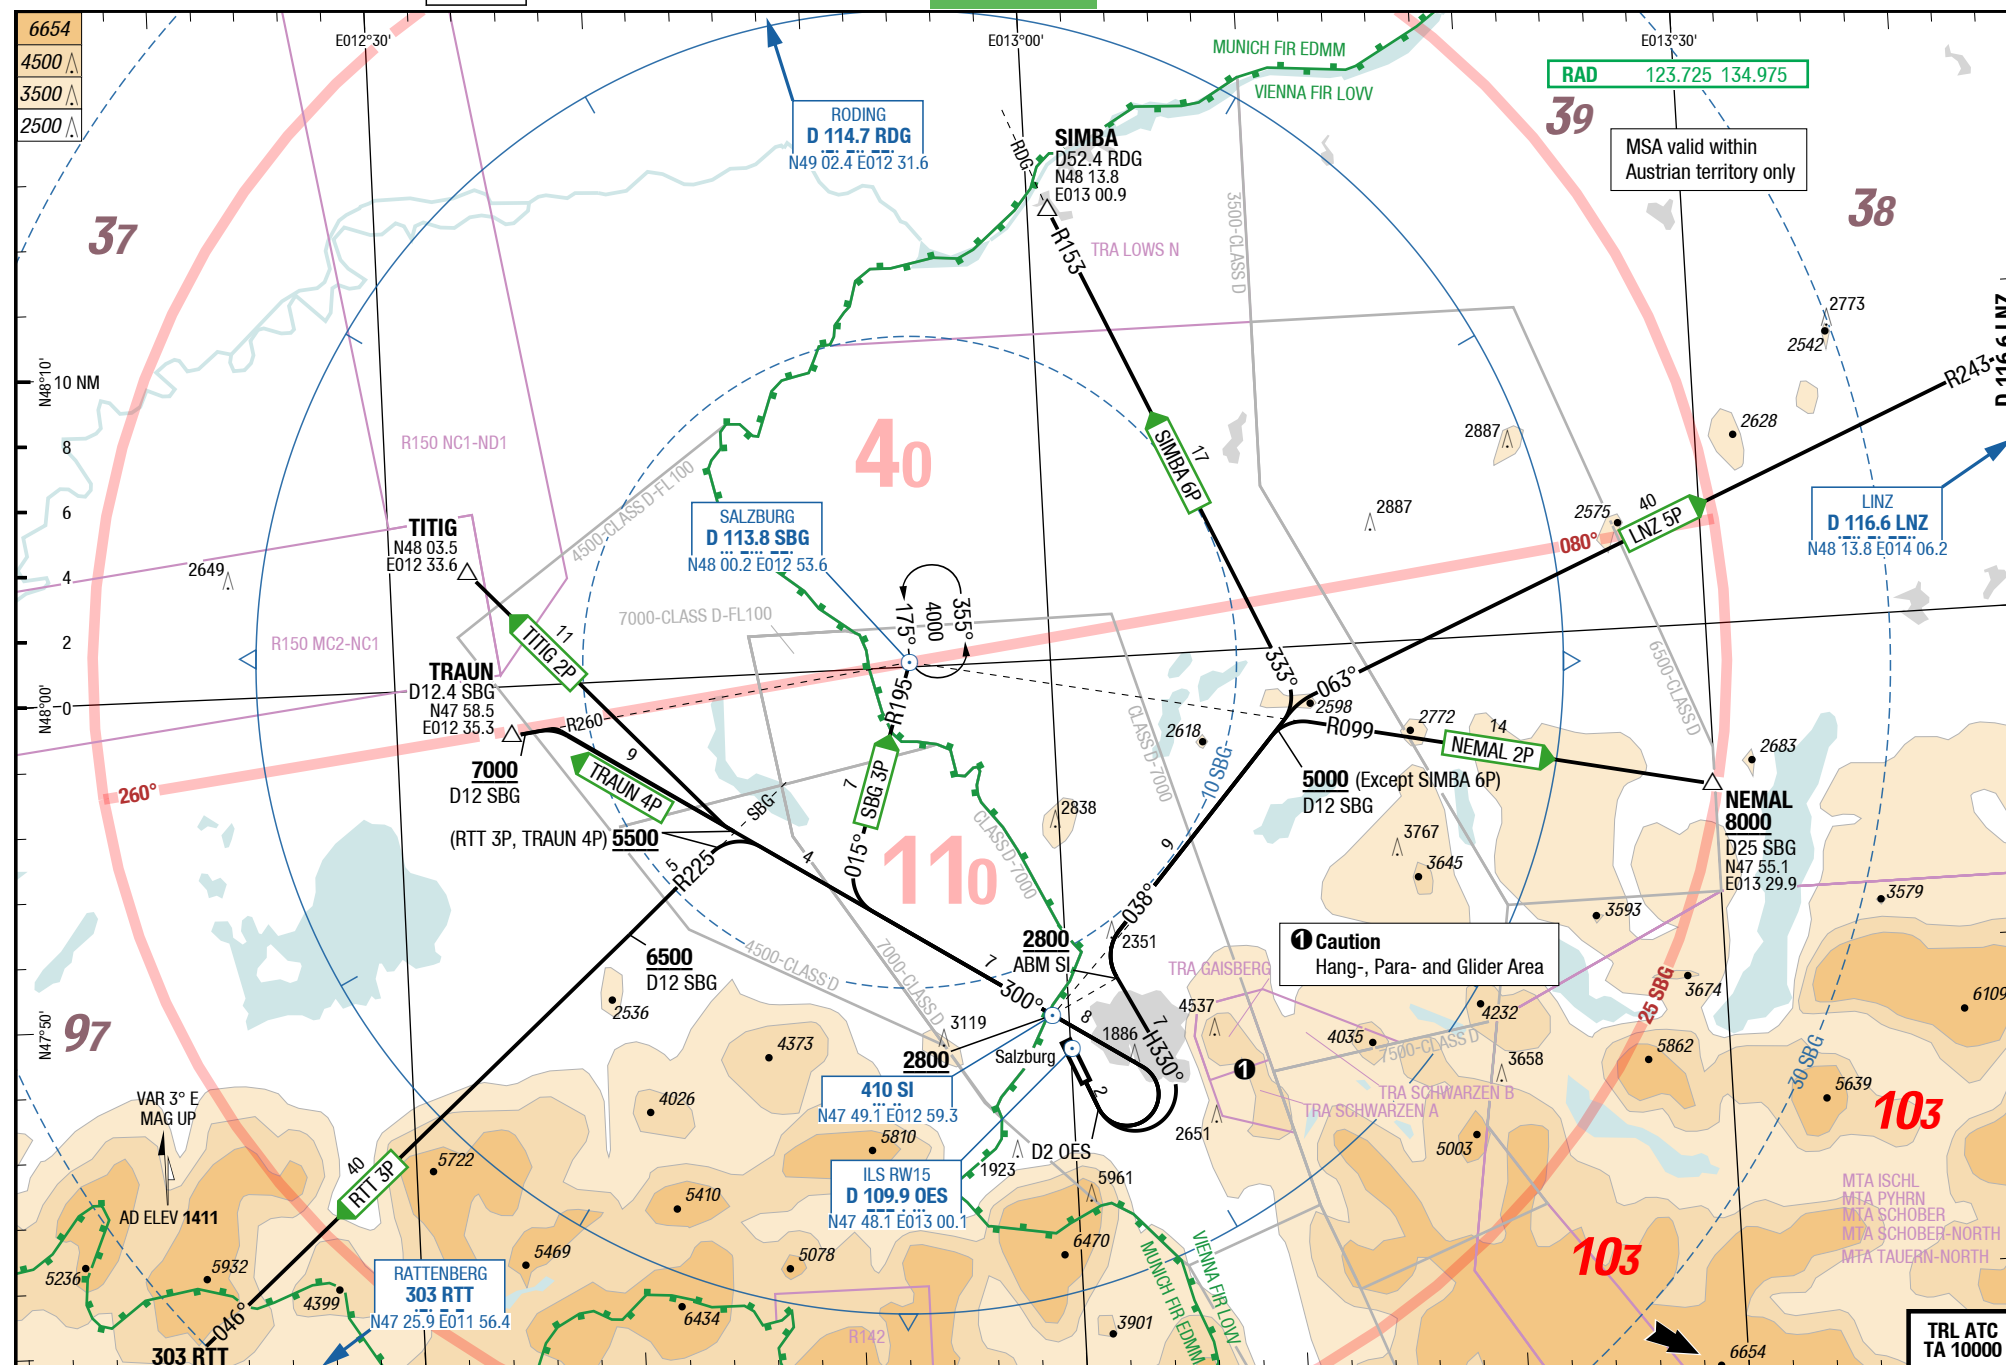 6654
4500
3500
2500
E012°30'
E013°00'
E013°30'
MUNICH FIR EDMM
VIENNA FIR LOVV
RAD 123.725 134.975
39
MSA valid within
Austrian territory only
38
37
RODING
D 114.7 RDG
N49 02.4 E012 31.6
RDG
SIMBA
D52.4 RDG
N48 13.8
E013 00.9
R153
TRA LOWS N
3500-CLASS D
2773
2542
R243
D 116.6 LNZ
N48°10'
10 NM
8
6
4
2
0
N48°00'
N47°50'
R150 NC1-ND1
4500-CLASS D-FL100
40
SIMBA 6P
17
2887
2628
2887
2575
40
LNZ 5P
080°
LINZ
D 116.6 LNZ
N48 13.8 E014 06.2
TITIG
N48 03.5
E012 33.6
SALZBURG
D 113.8 SBG
N48 00.2 E012 53.6
2649
7000-CLASS D-FL100
175°
4000
355°
R150 MC2-NC1
TITIG 2P
11
TRAUN
D12.4 SBG
N47 58.5
E012 35.3
R260
R195
333°
063°
2598
R099
2772
14
NEMAL 2P
6500-CLASS D
2683
2618
10 SBG
CLASS D-7000
260°
7000
D12 SBG
9
TRAUN 4P
SBG
7
SBG 3P
5000 (Except SIMBA 6P)
D12 SBG
NEMAL
8000
D25 SBG
N47 55.1
E013 29.9
(RTT 3P, TRAUN 4P) 5500
2838
3767
3645
CLASS D-7000
5
R225
4
015°
110
9
038°
3579
3593
6500
D12 SBG
4500-CLASS D
7000-CLASS D
7
300°
2800
ABM SI
2351
1 Caution
Hang-, Para- and Glider Area
TRA GAISBERG
25 SBG
3674
6109
2536
97
3119
2800
Salzburg
8
1886
7
H330°
4537
4232
4035
7500-CLASS D
5862
4373
410 SI
N47 49.1 E012 59.3
2
1
3658
TRA SCHWARZEN B
TRA SCHWARZEN A
30 SBG
5639
103
VAR 3° E
MAG UP
4026
2651
5810
D2 OES
1923
5003
5722
40
RTT 3P
ILS RW15
D 109.9 OES
N47 48.1 E013 00.1
5961
5410
AD ELEV 1411
MTA ISCHL
MTA PYHRN
MTA SCHOBER
MTA SCHOBER-NORTH
MTA TAUERN-NORTH
103
5469
5078
6470
VIENNA FIR LOVV
MUNICH FIR EDMM
5236
5932
4399
RATTENBERG
303 RTT
N47 25.9 E011 56.4
6434
R142
3901
046°
303 RTT
6654
TRL ATC
TA 10000